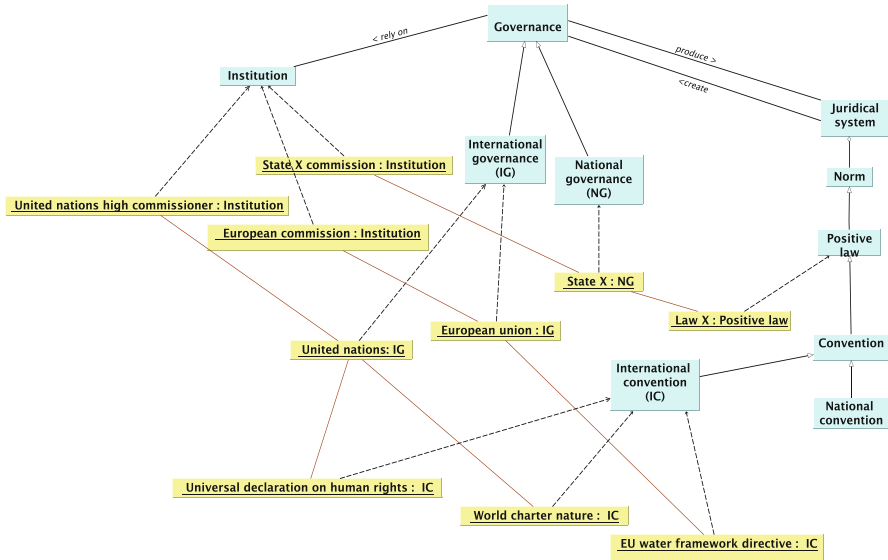 Governance
< rely on
produce >
<create
Institution
Juridical
system
International
governance
(IG)
National
governance
(NG)
State X commission : Institution
Norm
United nations high commissioner : Institution
European commission : Institution
Positive
law
State X : NG
Law X : Positive law
European union : IG
United nations: IG
Convention
International
convention
(IC)
National
convention
Universal declaration on human rights :  IC
World charter nature :  IC
EU water framework directive :  IC